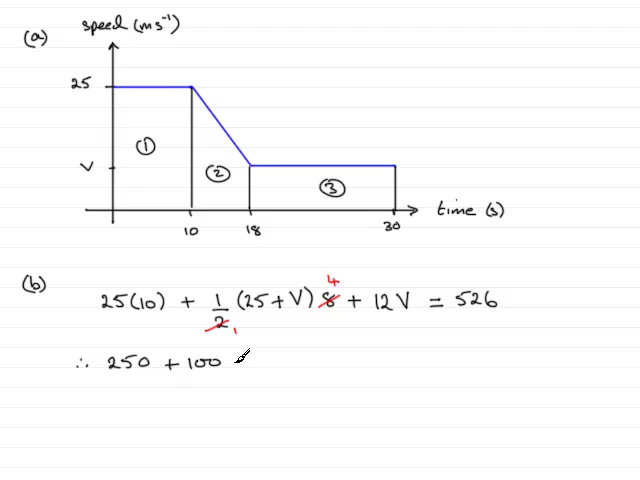 (a)
speed (ms⁻¹)
25
V
① ② ③
10 18 30
time (s)
(b)
25(10) + 1/2 (25 + V) 8 + 12V = 526
4
1
∴ 250 + 100